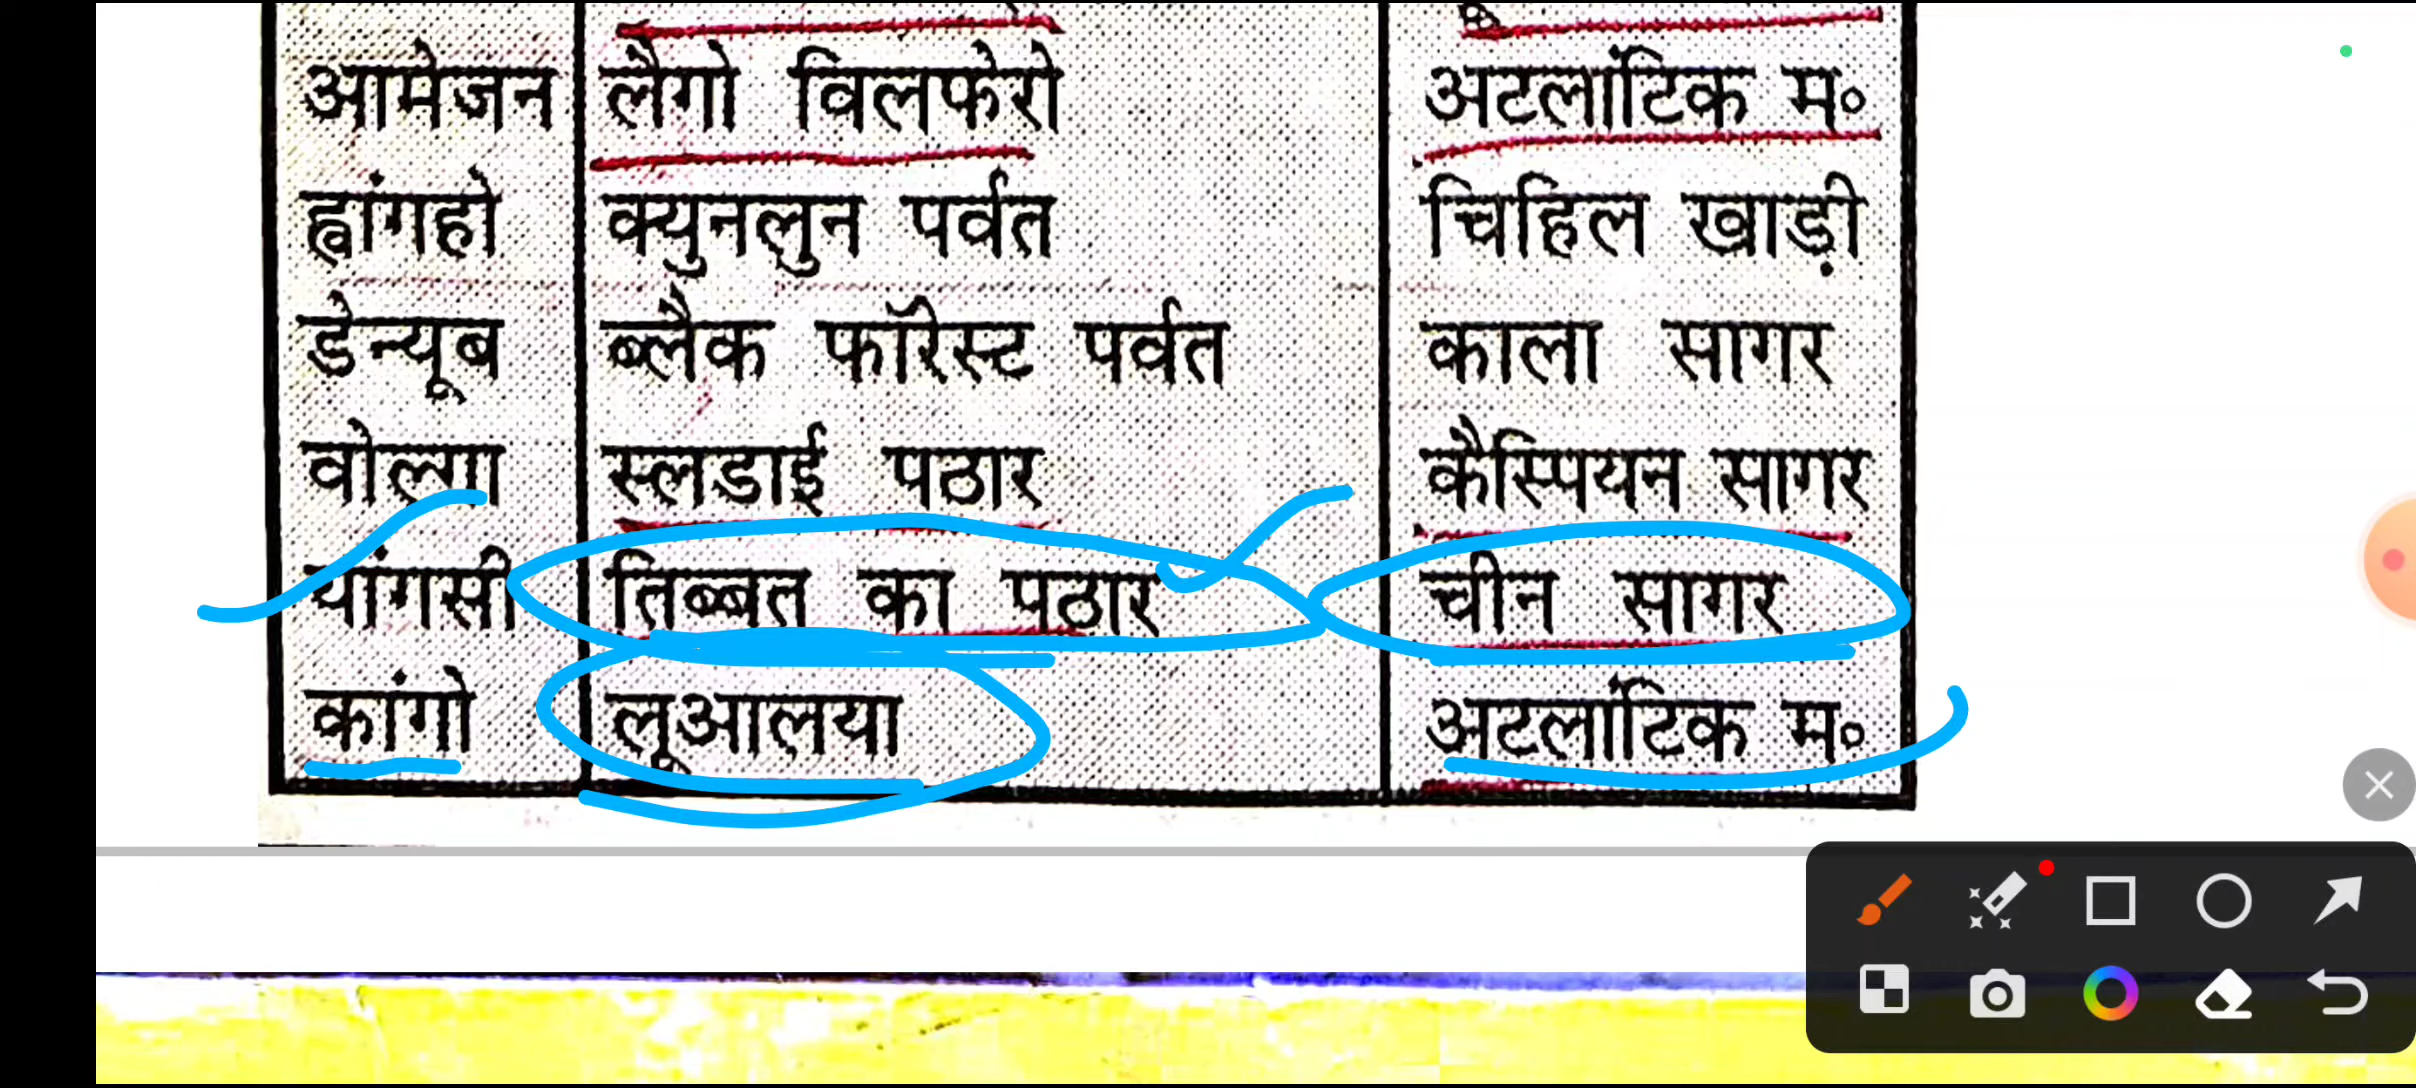 आमेजन लैगो विलफेरो अटलांटिक म०
ह्वांगहो क्युनलुन पर्वत चिहिल खाड़ी
डेन्यूब ब्लैक फॉरेस्ट पर्वत काला सागर
वोल्गा स्लडाई पठार कैस्पियन सागर
यांगसी तिब्बत का पठार चीन सागर
कांगो लूआलया अटलांटिक म०